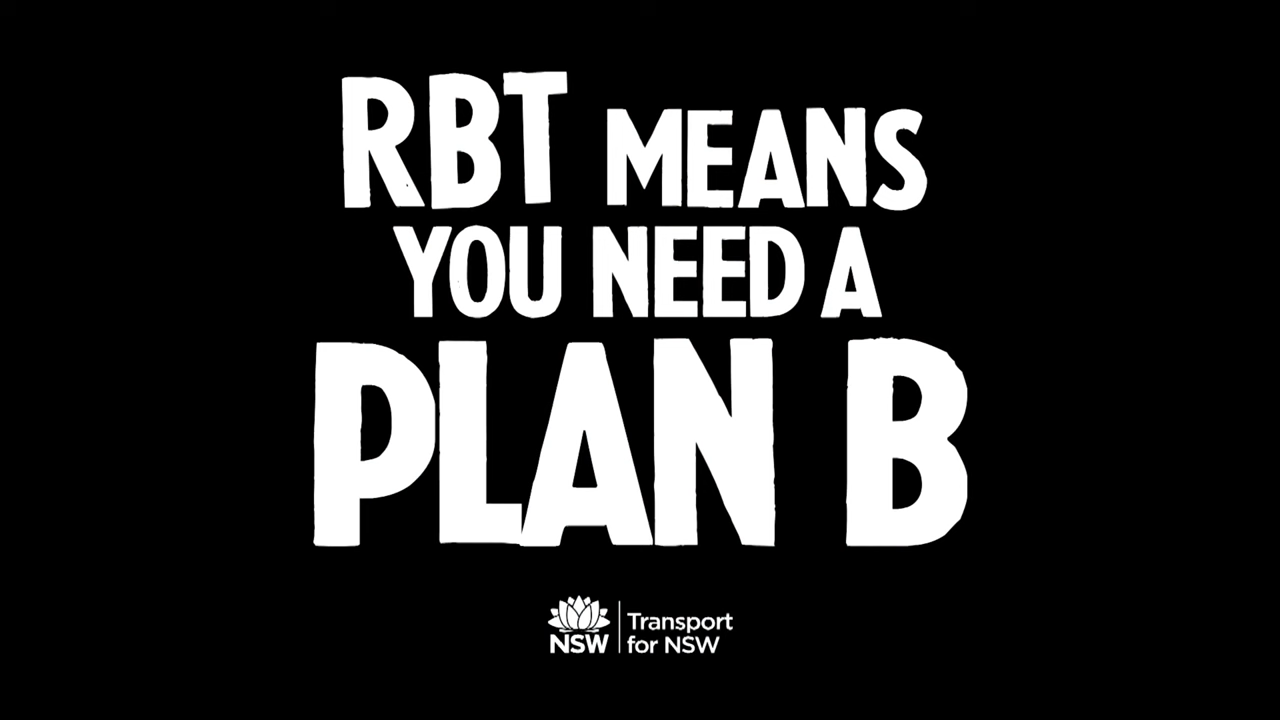 RBT MEANS
YOU NEED A
PLAN B
NSW
Transport
for NSW